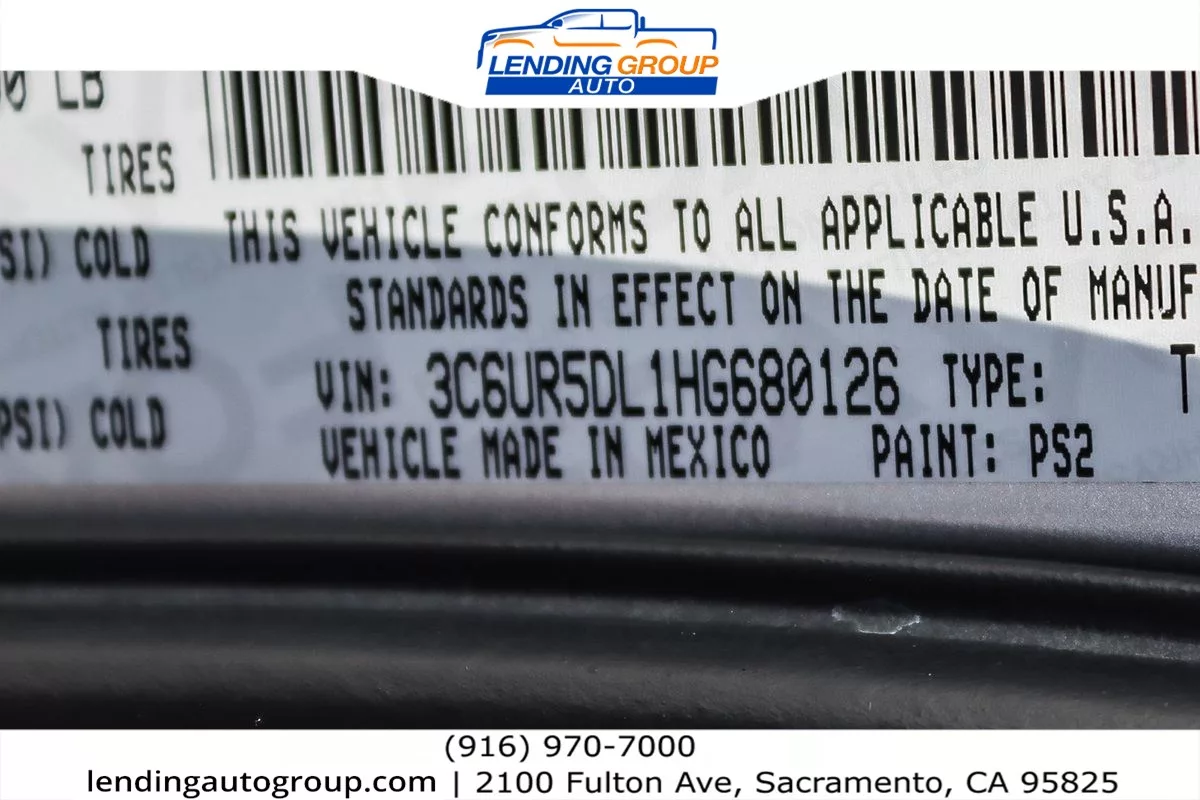 LENDING GROUP
AUTO
LB
TIRES
THIS VEHICLE CONFORMS TO ALL APPLICABLE U.S.A.
COLD
STANDARDS IN EFFECT ON THE DATE OF MANUF
TIRES
VIN: 3C6UR5DL1HG680126 TYPE: T
PSI) COLD
VEHICLE MADE IN MEXICO PAINT: PS2
(916) 970-7000
lendingautogroup.com | 2100 Fulton Ave, Sacramento, CA 95825